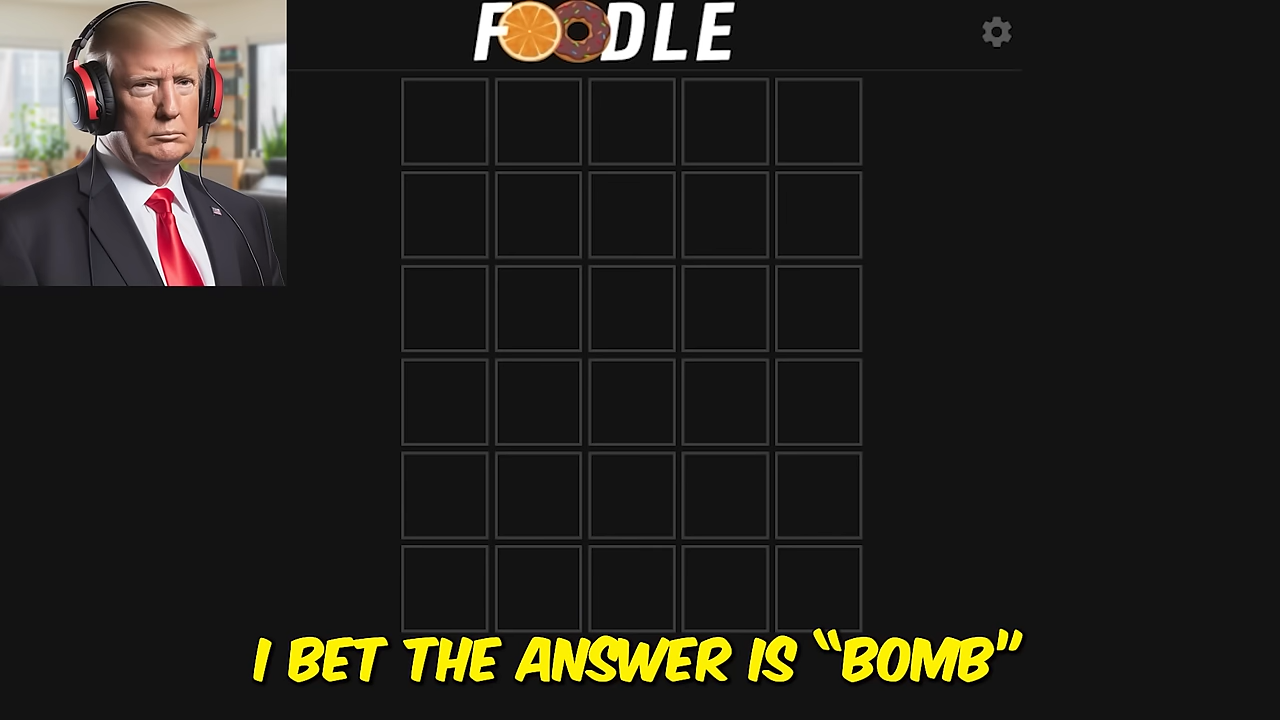 FOODLE
I BET THE ANSWER IS “BOMB”